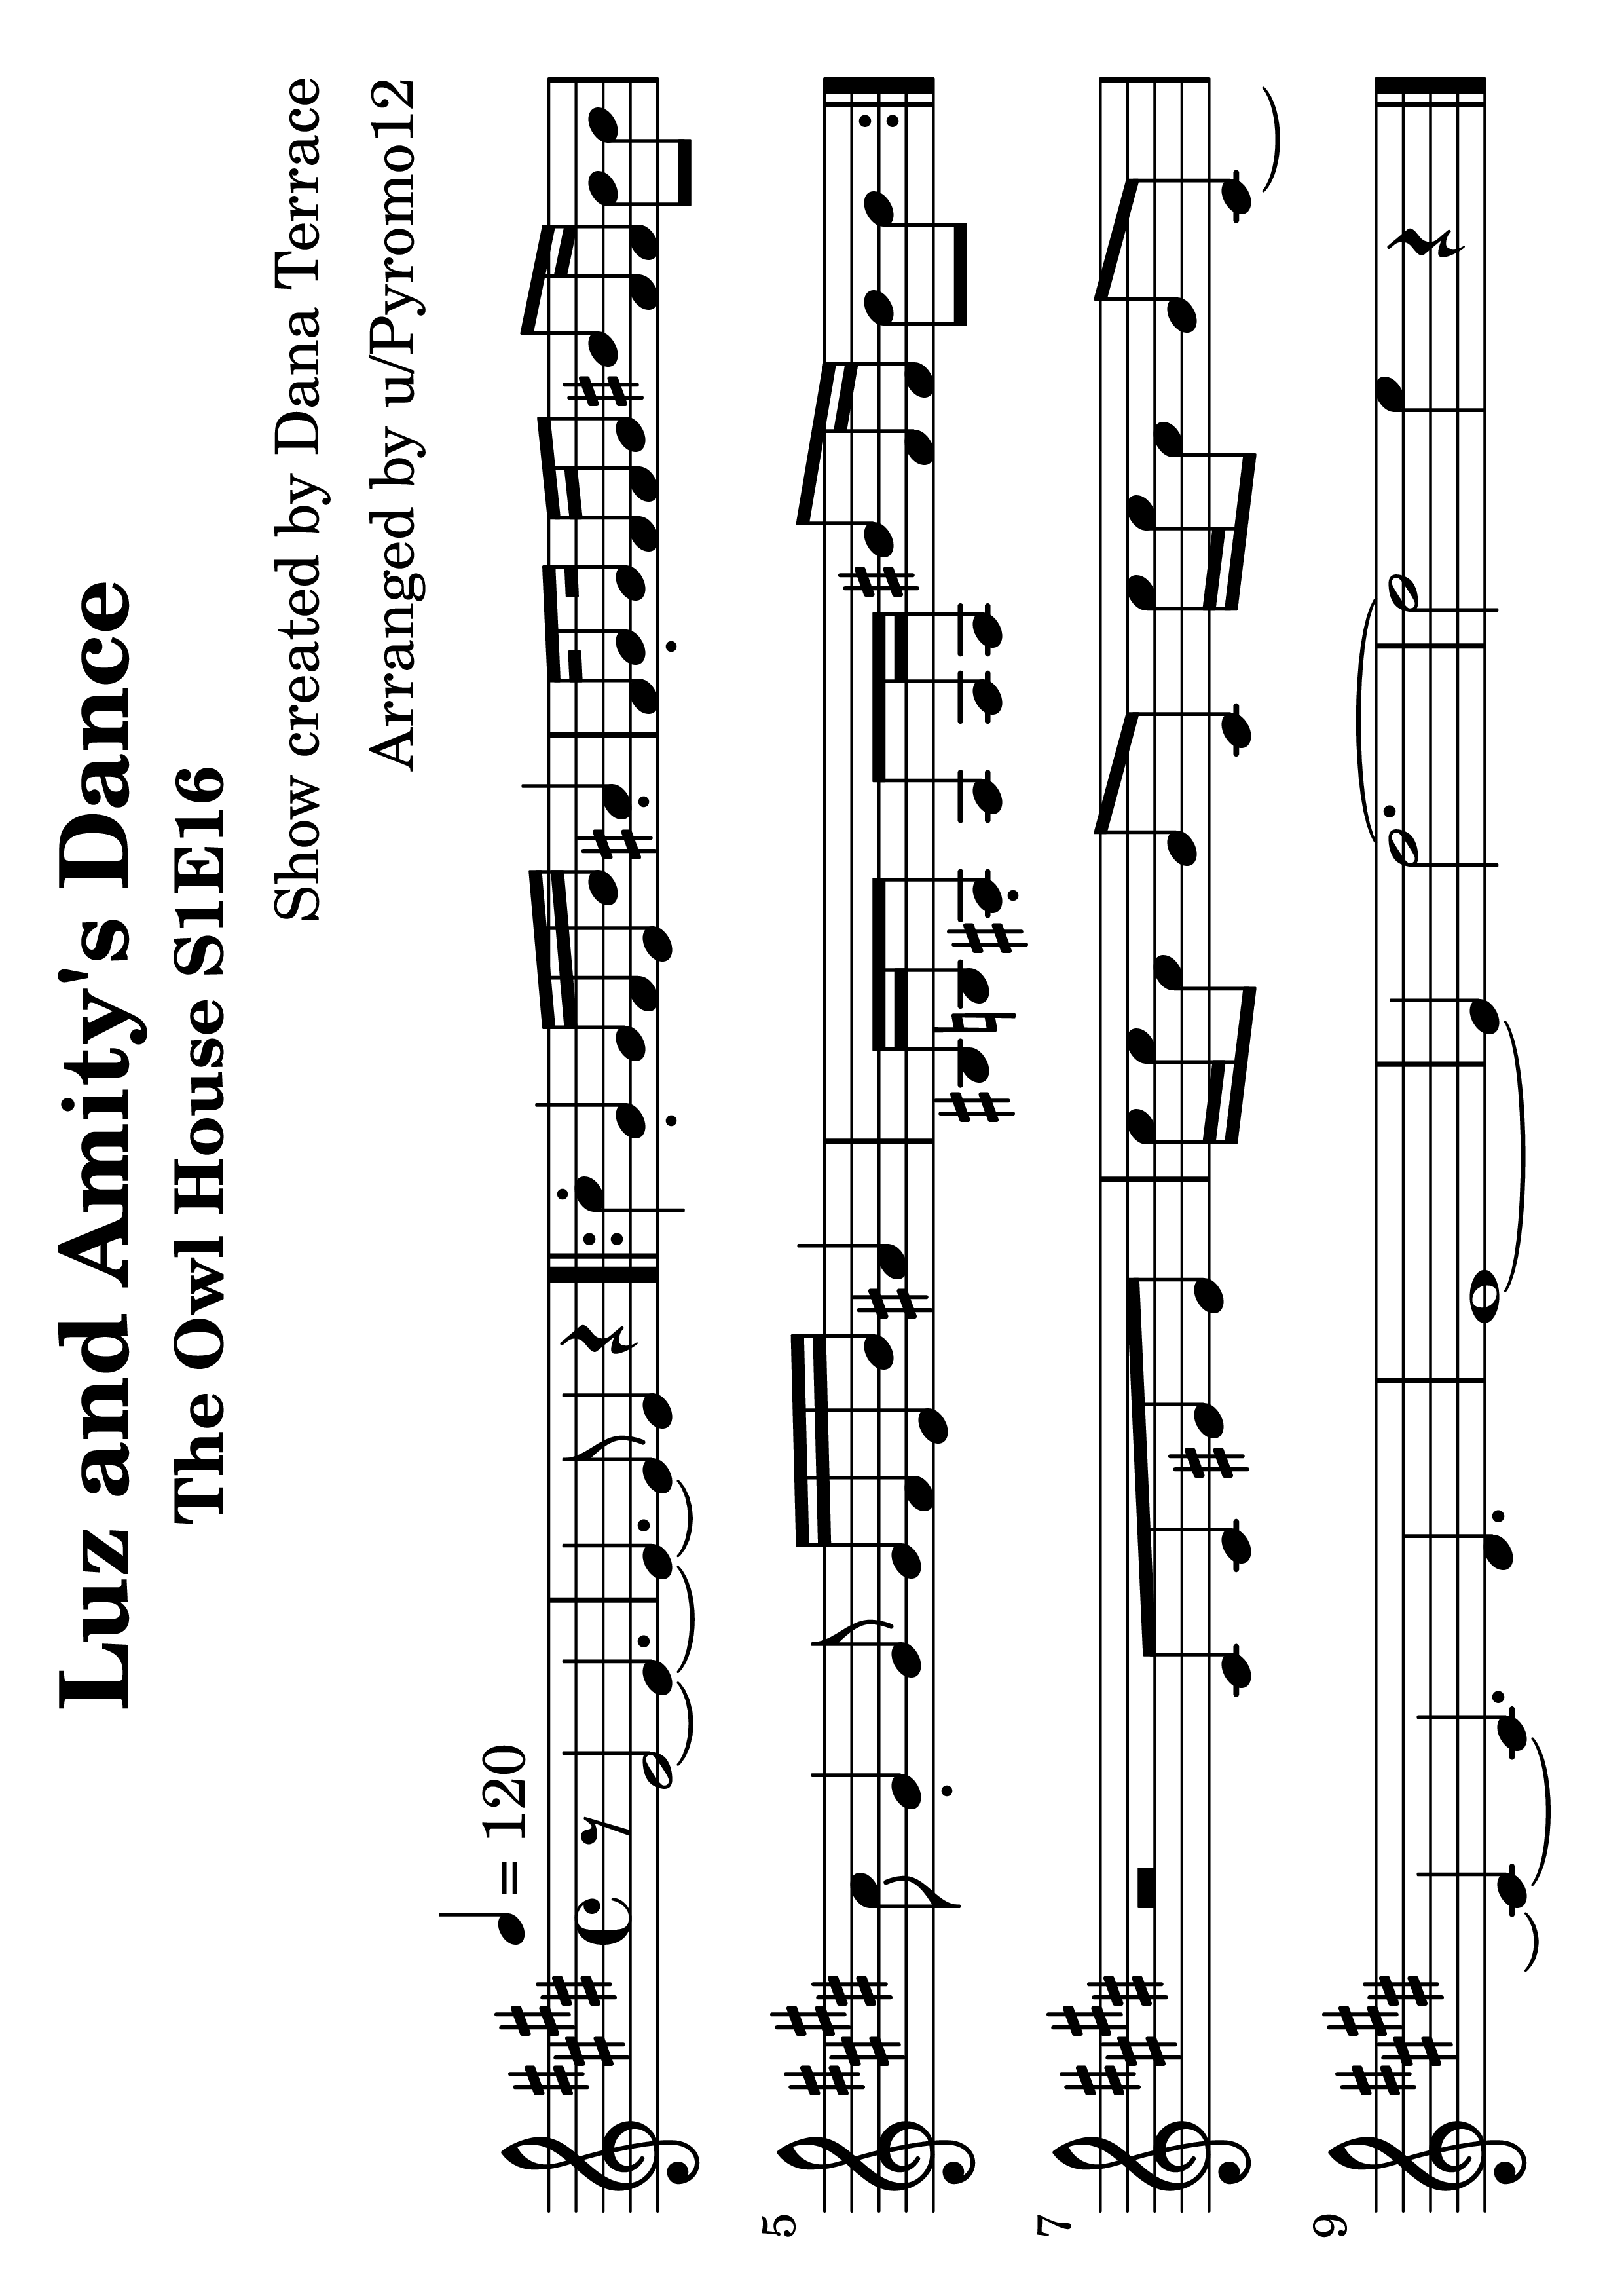 Luz and Amity's Dance
The Owl House S1E16
Show created by Dana Terrace
Arranged by u/Pyromo12
= 120
5
7
9